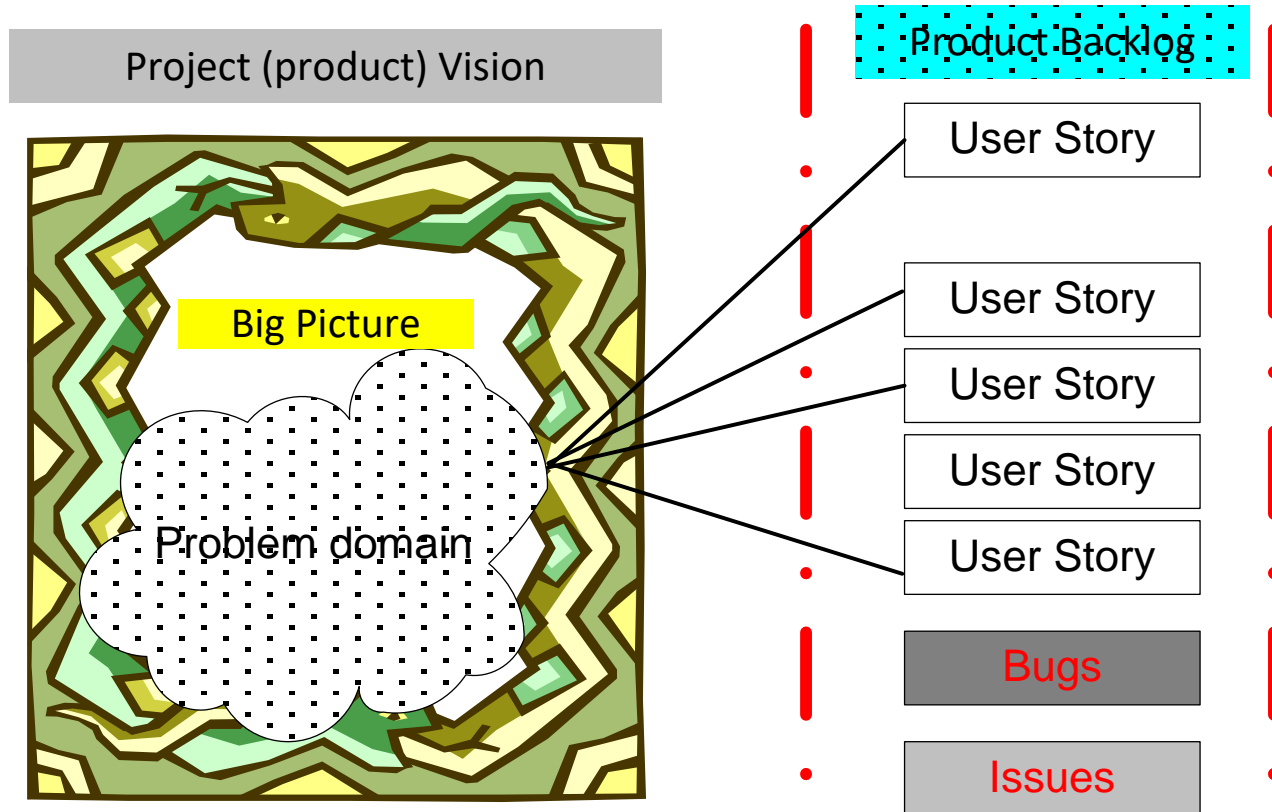 Project (product) Vision
Big Picture
Problem domain
Product Backlog
User Story
User Story
User Story
User Story
User Story
Bugs
Issues